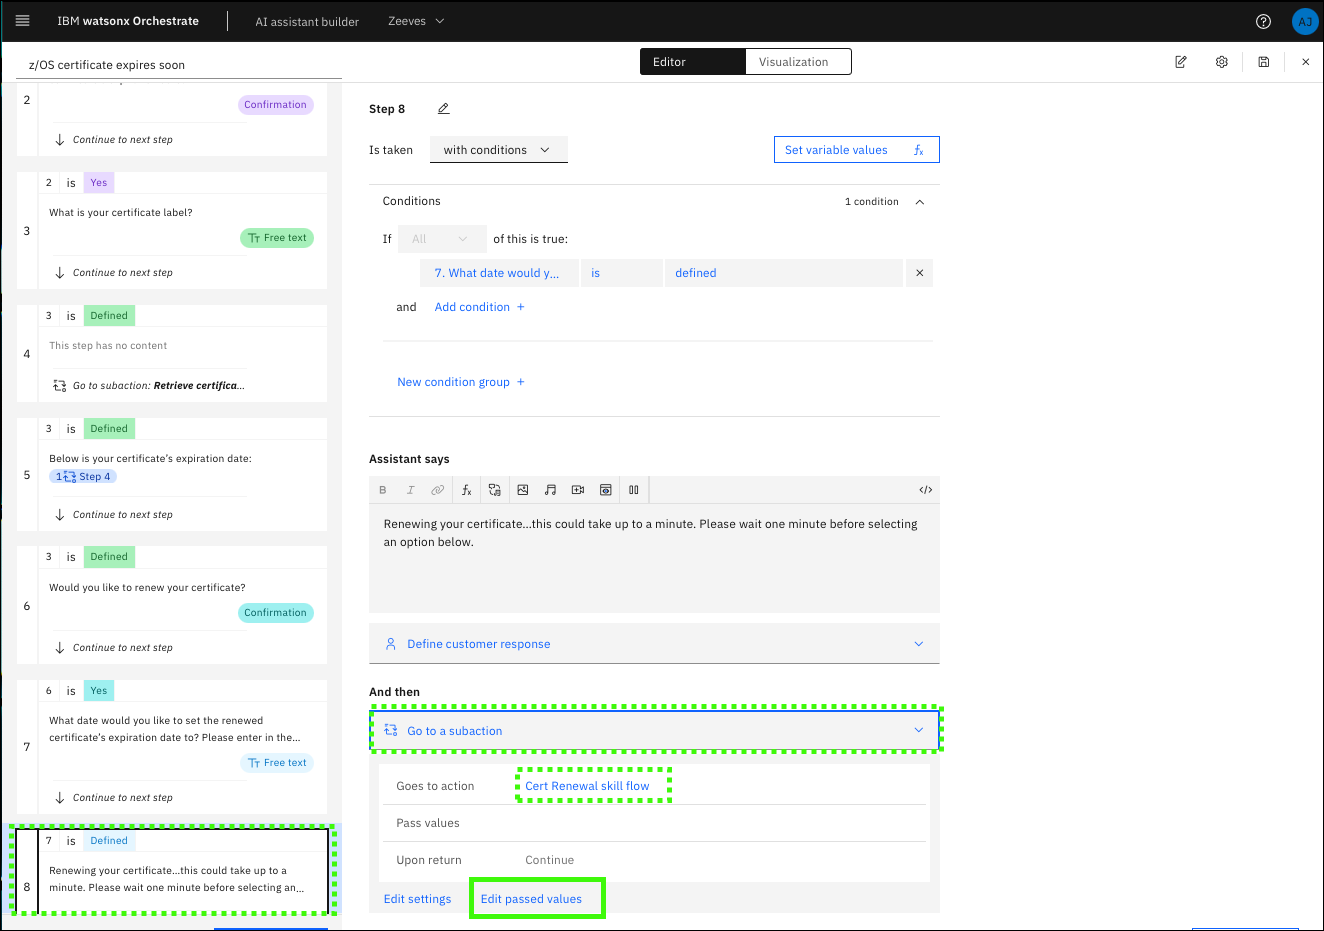 IBM watsonx Orchestrate
AI assistant builder
Zeeves
AJ
z/OS certificate expires soon
Editor
Visualization
2
Confirmation
Continue to next step
2 is Yes
3
What is your certificate label?
Free text
Continue to next step
3 is Defined
4
This step has no content
Go to subaction: Retrieve certifica...
3 is Defined
5
Below is your certificate's expiration date:
1 Step 4
Continue to next step
3 is Defined
6
Would you like to renew your certificate?
Confirmation
Continue to next step
6 is Yes
7
What date would you like to set the renewed
certificate's expiration date to? Please enter in the...
Free text
Continue to next step
7 is Defined
8
Renewing your certificate...this could take up to a
minute. Please wait one minute before selecting an...
Step 8
Is taken
with conditions
Set variable values fx
Conditions
1 condition
If All of this is true:
7. What date would y... is defined
and Add condition +
New condition group +
Assistant says
B I fx </>
Renewing your certificate...this could take up to a minute. Please wait one minute before selecting
an option below.
Define customer response
And then
Go to a subaction
Goes to action Cert Renewal skill flow
Pass values
Upon return Continue
Edit settings Edit passed values